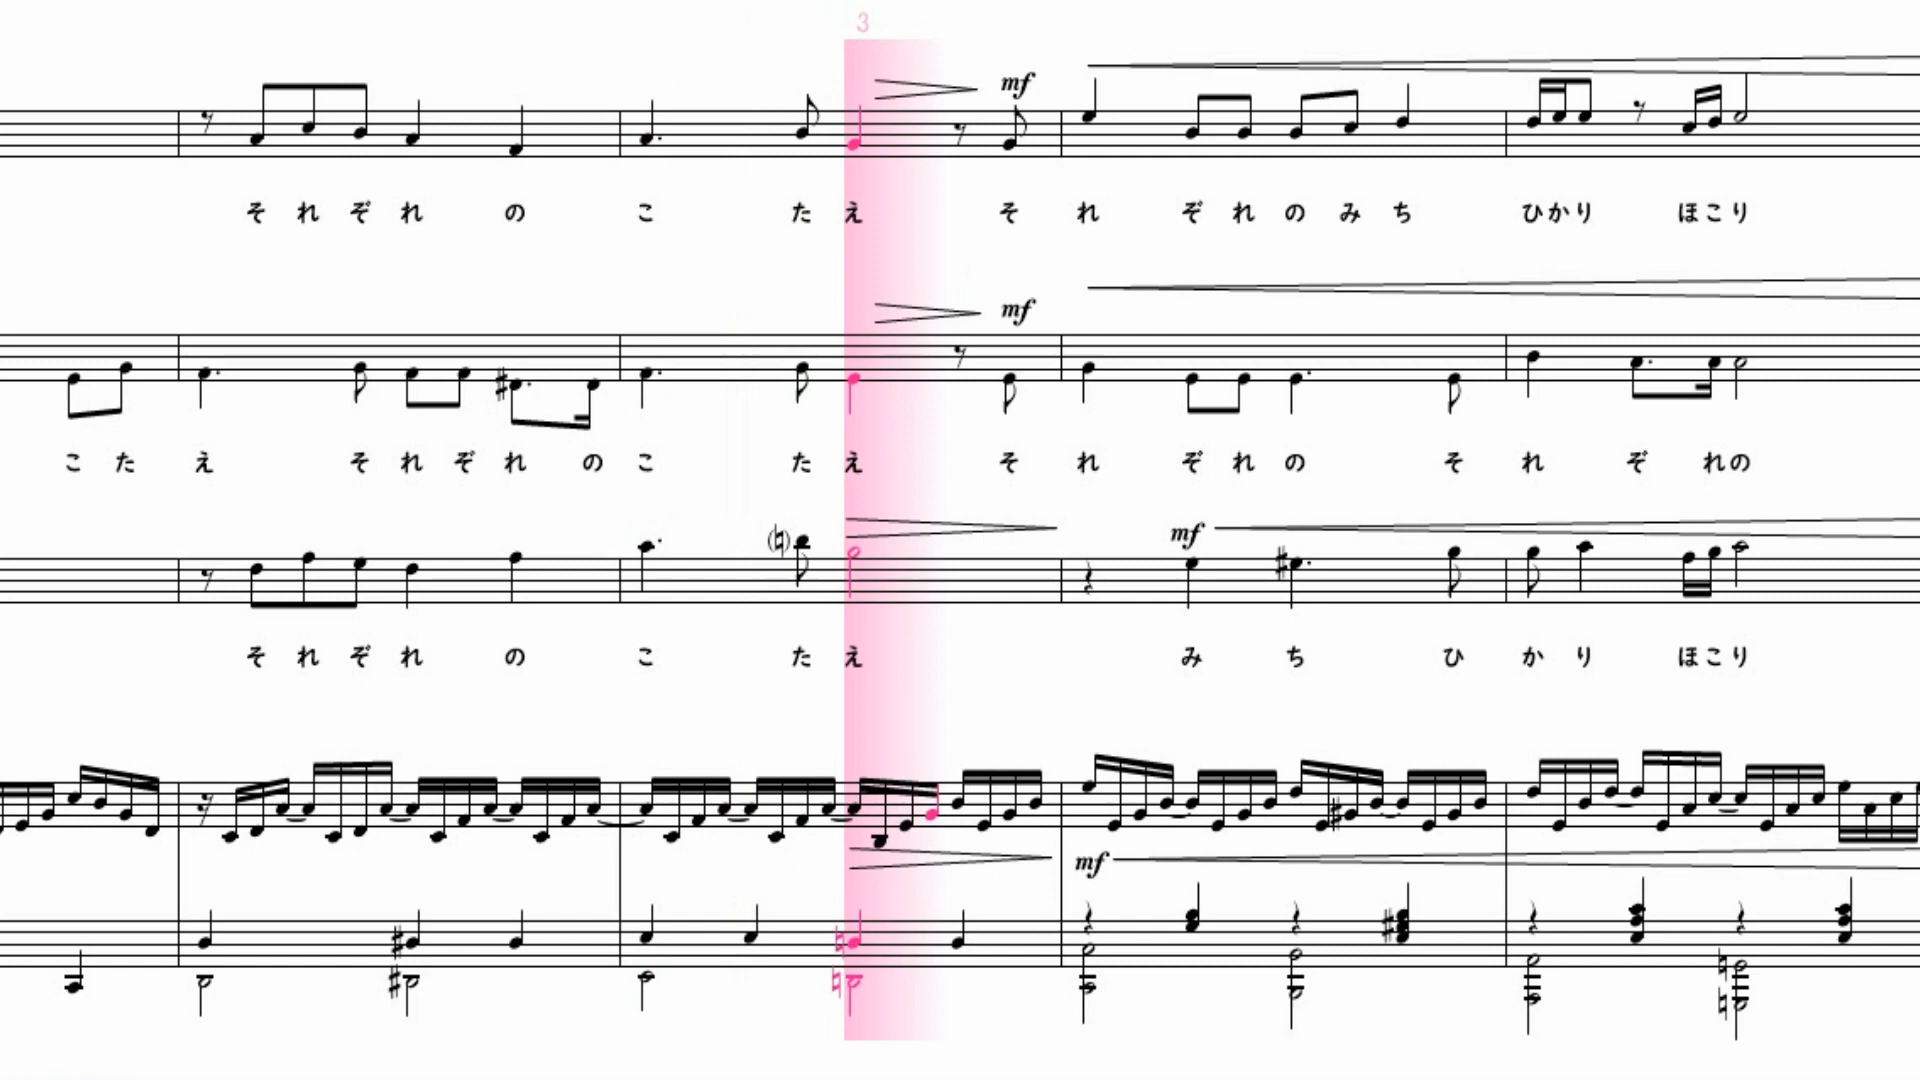 3
mf
mf
それぞれの こ たえ そ れ ぞれのみち ひかり ほこり
mf
mf
こた え それぞれのこ たえ そ れ ぞれの そ れ ぞ れの
mf
それぞれの こ たえ み ち ひ か り ほこり
mf